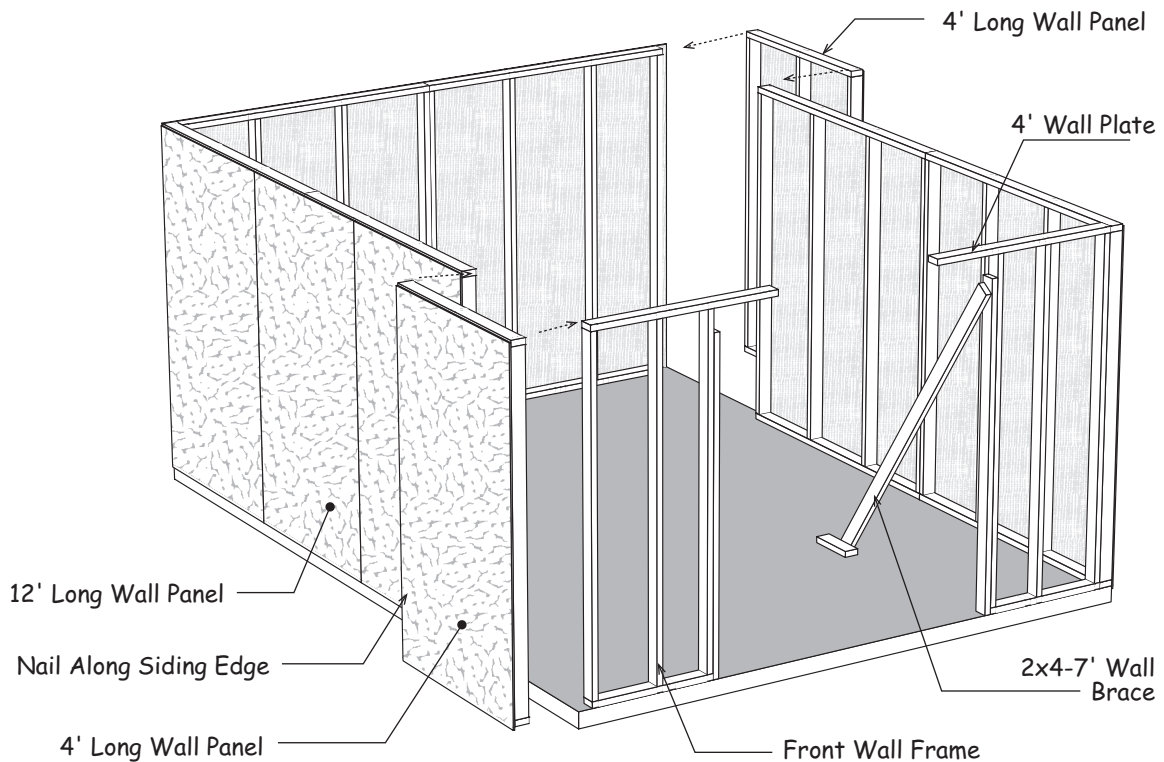 4' Long Wall Panel
4' Wall Plate
12' Long Wall Panel
Nail Along Siding Edge
4' Long Wall Panel
2x4-7' Wall
Brace
Front Wall Frame